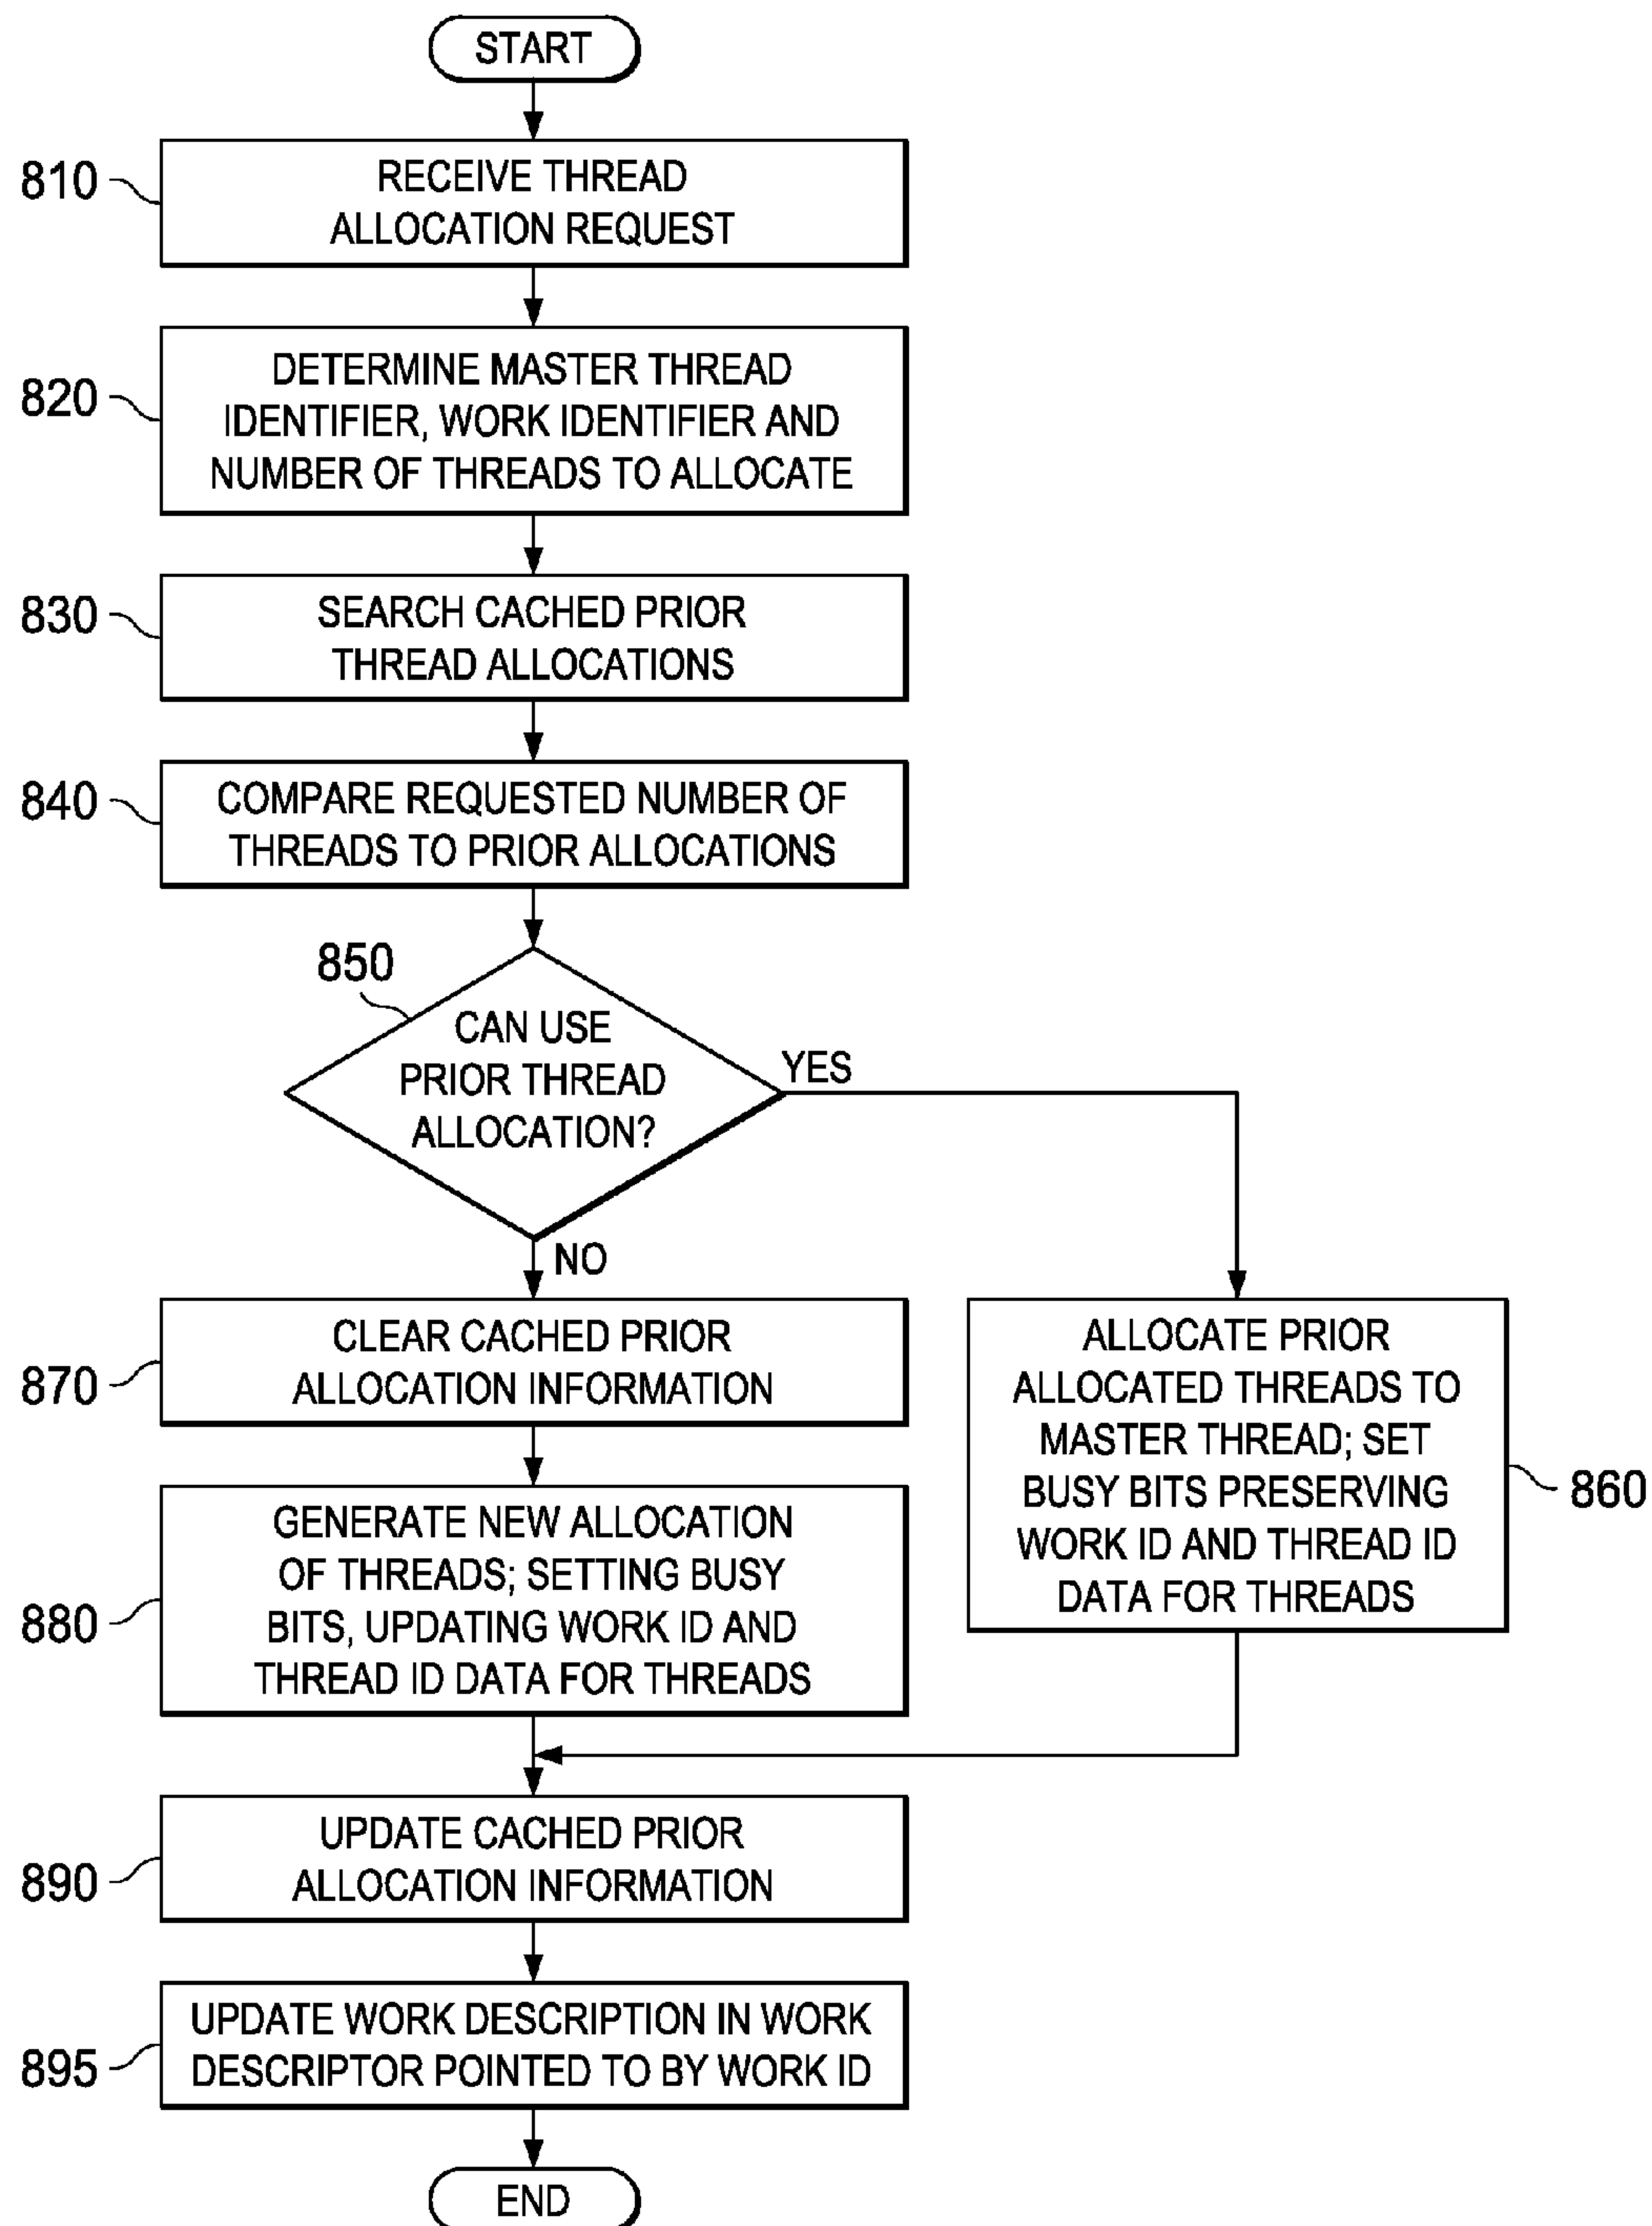 START
810
RECEIVE THREAD
ALLOCATION REQUEST
820
DETERMINE MASTER THREAD
IDENTIFIER, WORK IDENTIFIER AND
NUMBER OF THREADS TO ALLOCATE
830
SEARCH CACHED PRIOR
THREAD ALLOCATIONS
840
COMPARE REQUESTED NUMBER OF
THREADS TO PRIOR ALLOCATIONS
850
CAN USE
PRIOR THREAD
ALLOCATION?
YES
NO
870
CLEAR CACHED PRIOR
ALLOCATION INFORMATION
ALLOCATE PRIOR
ALLOCATED THREADS TO
MASTER THREAD; SET
BUSY BITS PRESERVING
WORK ID AND THREAD ID
DATA FOR THREADS
860
880
GENERATE NEW ALLOCATION
OF THREADS; SETTING BUSY
BITS, UPDATING WORK ID AND
THREAD ID DATA FOR THREADS
890
UPDATE CACHED PRIOR
ALLOCATION INFORMATION
895
UPDATE WORK DESCRIPTION IN WORK
DESCRIPTOR POINTED TO BY WORK ID
END